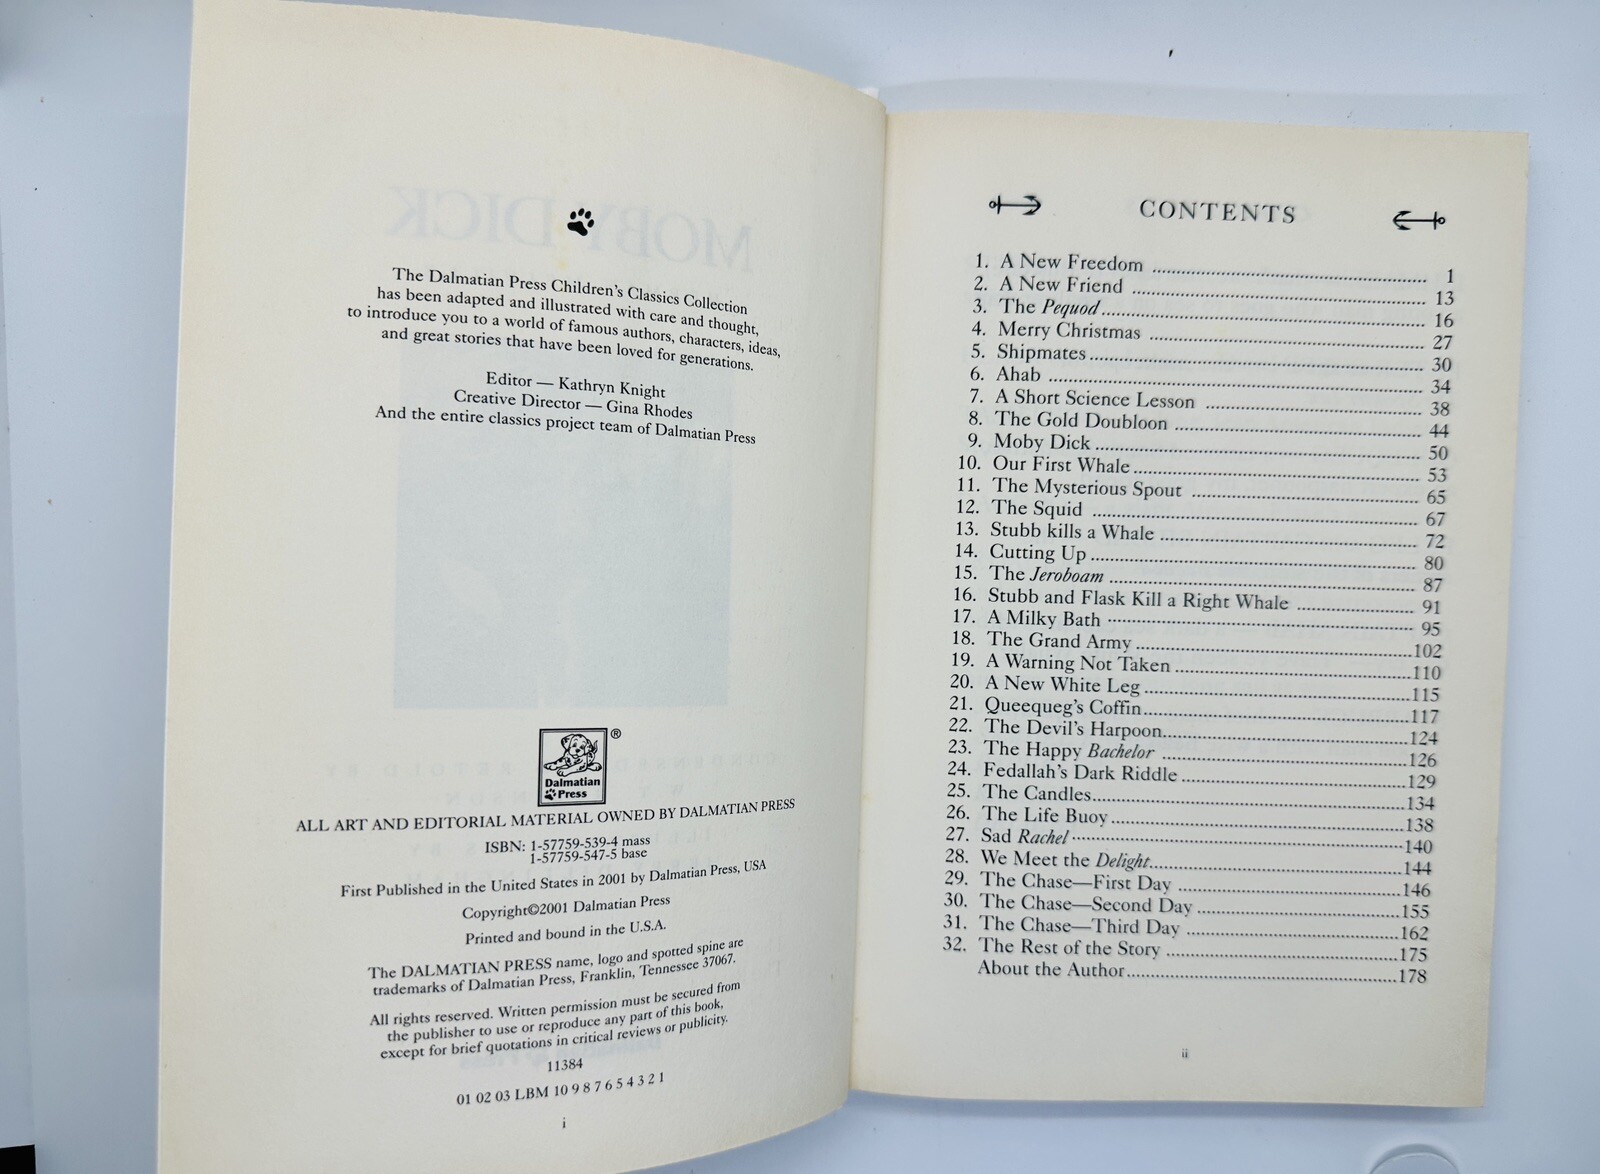 The Dalmatian Press Children's Classics Collection
has been adapted and illustrated with care and thought,
to introduce you to a world of famous authors, characters, ideas,
and great stories that have been loved for generations.
Editor — Kathryn Knight
Creative Director — Gina Rhodes
And the entire classics project team of Dalmatian Press
Dalmatian
Press
®
ALL ART AND EDITORIAL MATERIAL OWNED BY DALMATIAN PRESS
ISBN: 1-57759-539-4 mass
1-57759-547-5 base
First Published in the United States in 2001 by Dalmatian Press, USA
Copyright©2001 Dalmatian Press
Printed and bound in the U.S.A.
The DALMATIAN PRESS name, logo and spotted spine are
trademarks of Dalmatian Press, Franklin, Tennessee 37067.
All rights reserved. Written permission must be secured from
the publisher to use or reproduce any part of this book,
except for brief quotations in critical reviews or publicity.
11384
01 02 03 LBM 10 9 8 7 6 5 4 3 2 1
i
CONTENTS
1. A New Freedom 1
2. A New Friend 13
3. The Pequod 16
4. Merry Christmas 27
5. Shipmates 30
6. Ahab 34
7. A Short Science Lesson 38
8. The Gold Doubloon 44
9. Moby Dick 50
10. Our First Whale 53
11. The Mysterious Spout 65
12. The Squid 67
13. Stubb kills a Whale 72
14. Cutting Up 80
15. The Jeroboam 87
16. Stubb and Flask Kill a Right Whale 91
17. A Milky Bath 95
18. The Grand Army 102
19. A Warning Not Taken 110
20. A New White Leg 115
21. Queequeg's Coffin 117
22. The Devil's Harpoon 124
23. The Happy Bachelor 126
24. Fedallah's Dark Riddle 129
25. The Candles 134
26. The Life Buoy 138
27. Sad Rachel 140
28. We Meet the Delight 144
29. The Chase—First Day 146
30. The Chase—Second Day 155
31. The Chase—Third Day 162
32. The Rest of the Story 175
About the Author 178
ii